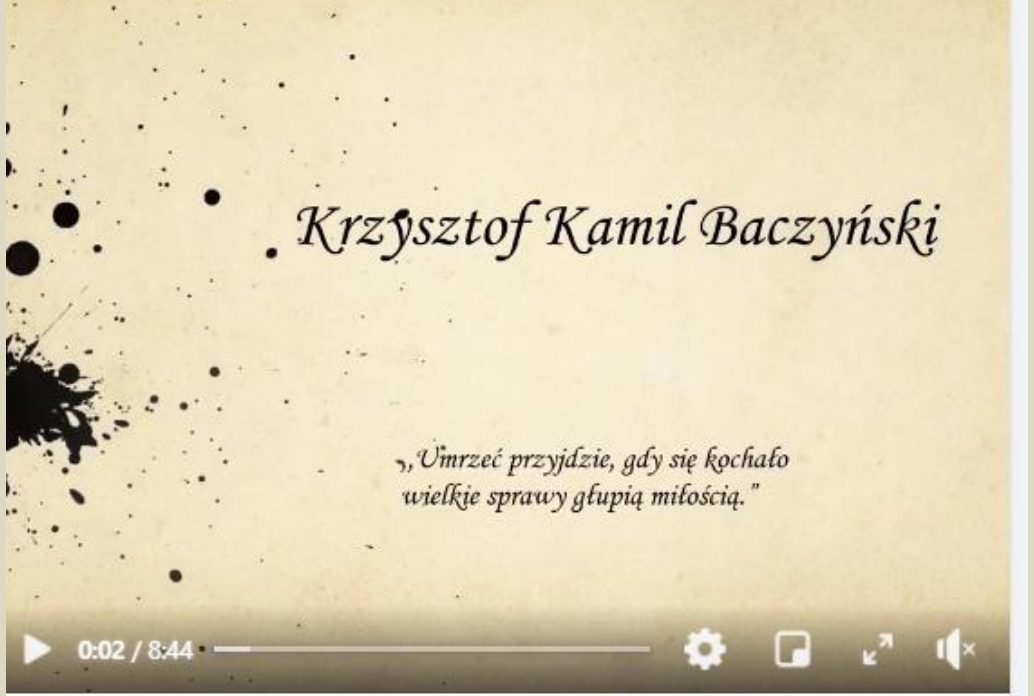 Krzysztof Kamil Baczyński
,,Umrzeć przyjdzie, gdy się kochało
wielkie sprawy głupią miłością.”
0:02 / 8:44